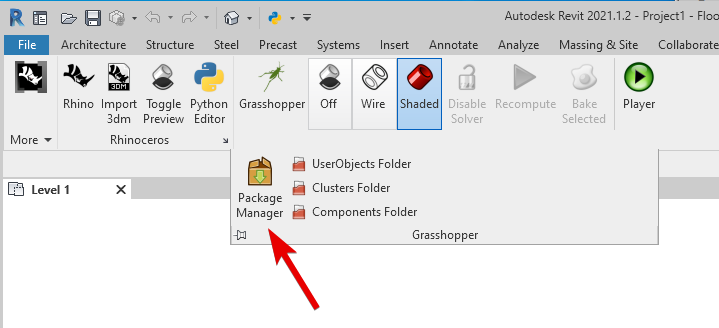 Autodesk Revit 2021.1.2 - Project1 - Floo
File Architecture Structure Steel Precast Systems Insert Annotate Analyze Massing & Site Collaborate
Rhino Import Toggle Python Grasshopper Off Wire Shaded Disable Recompute Bake Player
3dm Preview Editor Solver Selected
More Rhinoceros
UserObjects Folder
Level 1 Package Clusters Folder
Manager Components Folder
Grasshopper